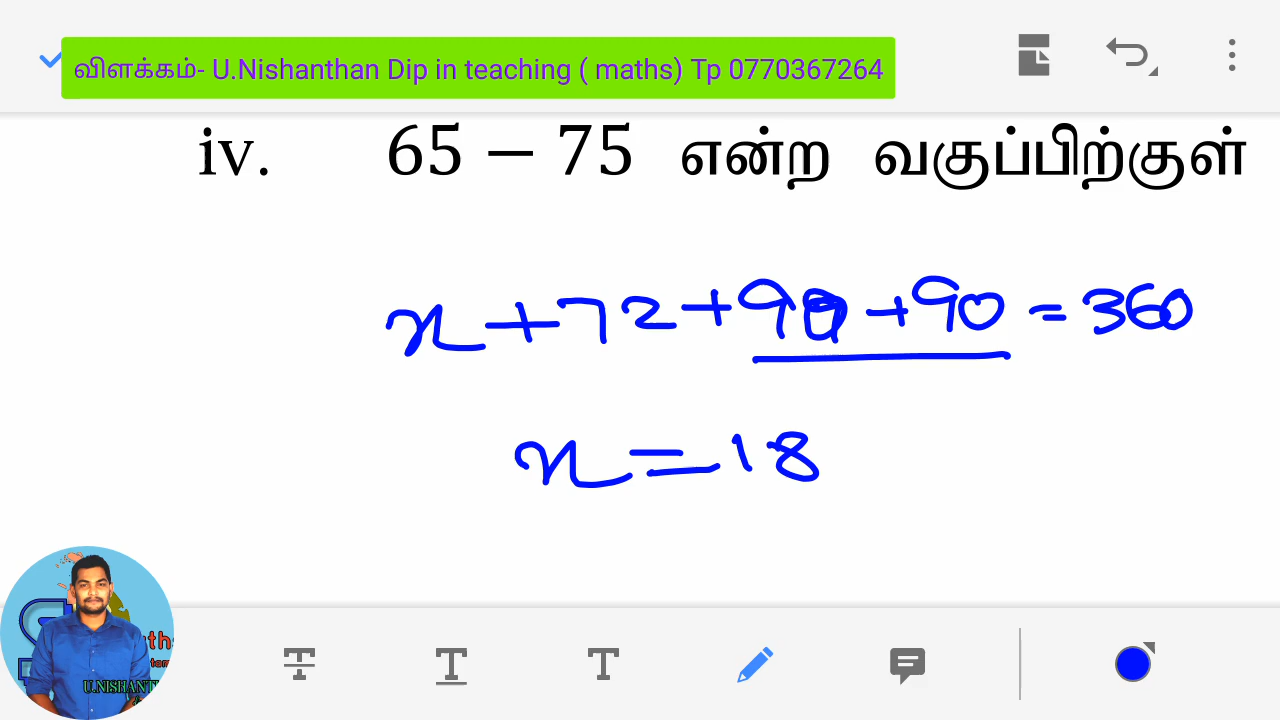 விளக்கம்- U.Nishanthan Dip in teaching ( maths) Tp 0770367264
iv. 65 – 75 என்ற வகுப்பிற்குள்
x + 72 + 90 + 90 = 360
x = 18
T T T